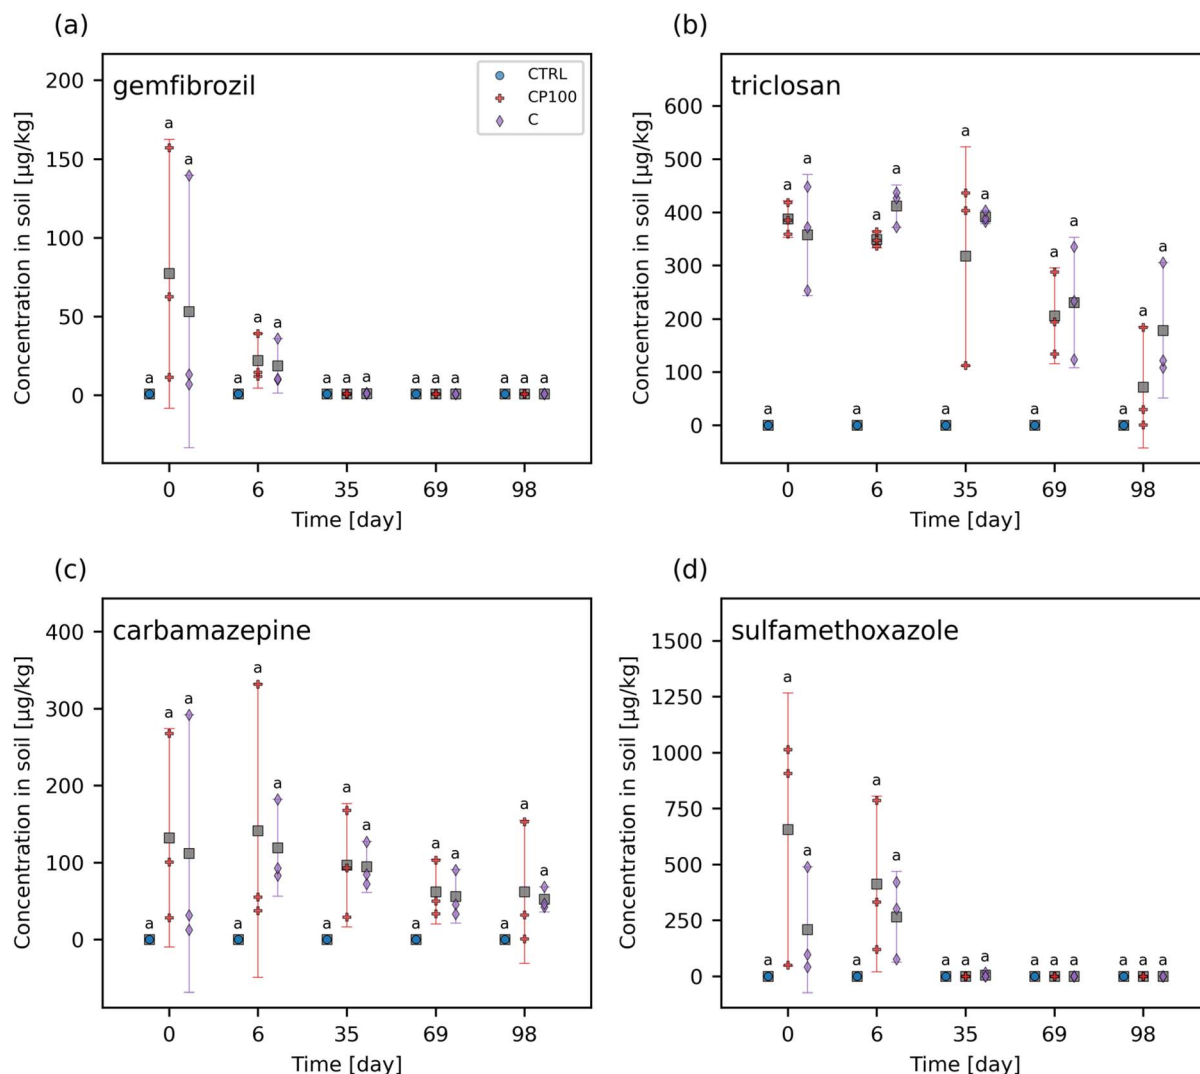 (a)
gemfibrozil
CTRL
CP100
C
a a a a a a a a a a a a a a a
200
150
100
50
0
Concentration in soil [µg/kg]
0 6 35 69 98
Time [day]
(b)
triclosan
a a a a a a a a a a a a a a a
600
500
400
300
200
100
0
Concentration in soil [µg/kg]
0 6 35 69 98
Time [day]
(c)
carbamazepine
a a a a a a a a a a a a a a a
400
300
200
100
0
Concentration in soil [µg/kg]
0 6 35 69 98
Time [day]
(d)
sulfamethoxazole
a a a a a a a a a a a a a a a
1500
1250
1000
750
500
250
0
Concentration in soil [µg/kg]
0 6 35 69 98
Time [day]